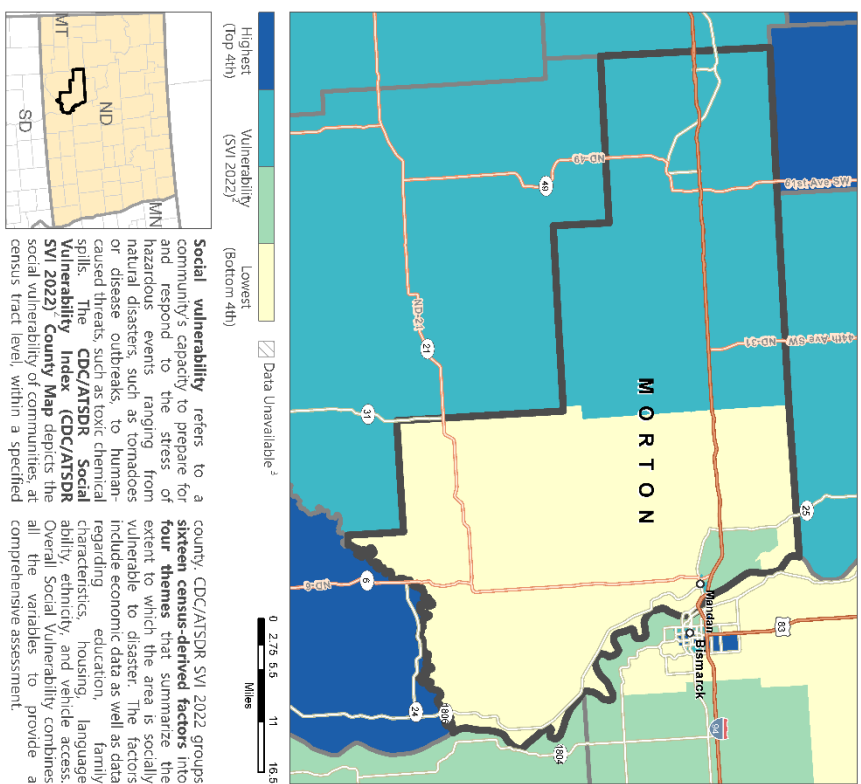 61st Ave SW
44th Ave SW
ND-31
25
83
94
Mandan
Bismarck
MORTON
ND-49
49
1804
ND-21
21
31
6
ND-6
1806
24
Highest
(Top 4th)
Vulnerability
(SVI 2022)²
Lowest
(Bottom 4th)
Data Unavailable³
0 2.75 5.5 11 16.5
Miles
MT
ND
MN
SD
Social vulnerability refers to a
community's capacity to prepare for
and respond to the stress of
hazardous events ranging from
natural disasters, such as tornadoes
or disease outbreaks, to human-
caused threats, such as toxic chemical
spills. The CDC/ATSDR Social
Vulnerability Index (CDC/ATSDR
SVI 2022)² County Map depicts the
social vulnerability of communities, at
census tract level, within a specified
county. CDC/ATSDR SVI 2022 groups
sixteen census-derived factors into
four themes that summarize the
extent to which the area is socially
vulnerable to disaster. The factors
include economic data as well as data
regarding education, family
characteristics, housing, language
ability, ethnicity, and vehicle access.
Overall Social Vulnerability combines
all the variables to provide a
comprehensive assessment.